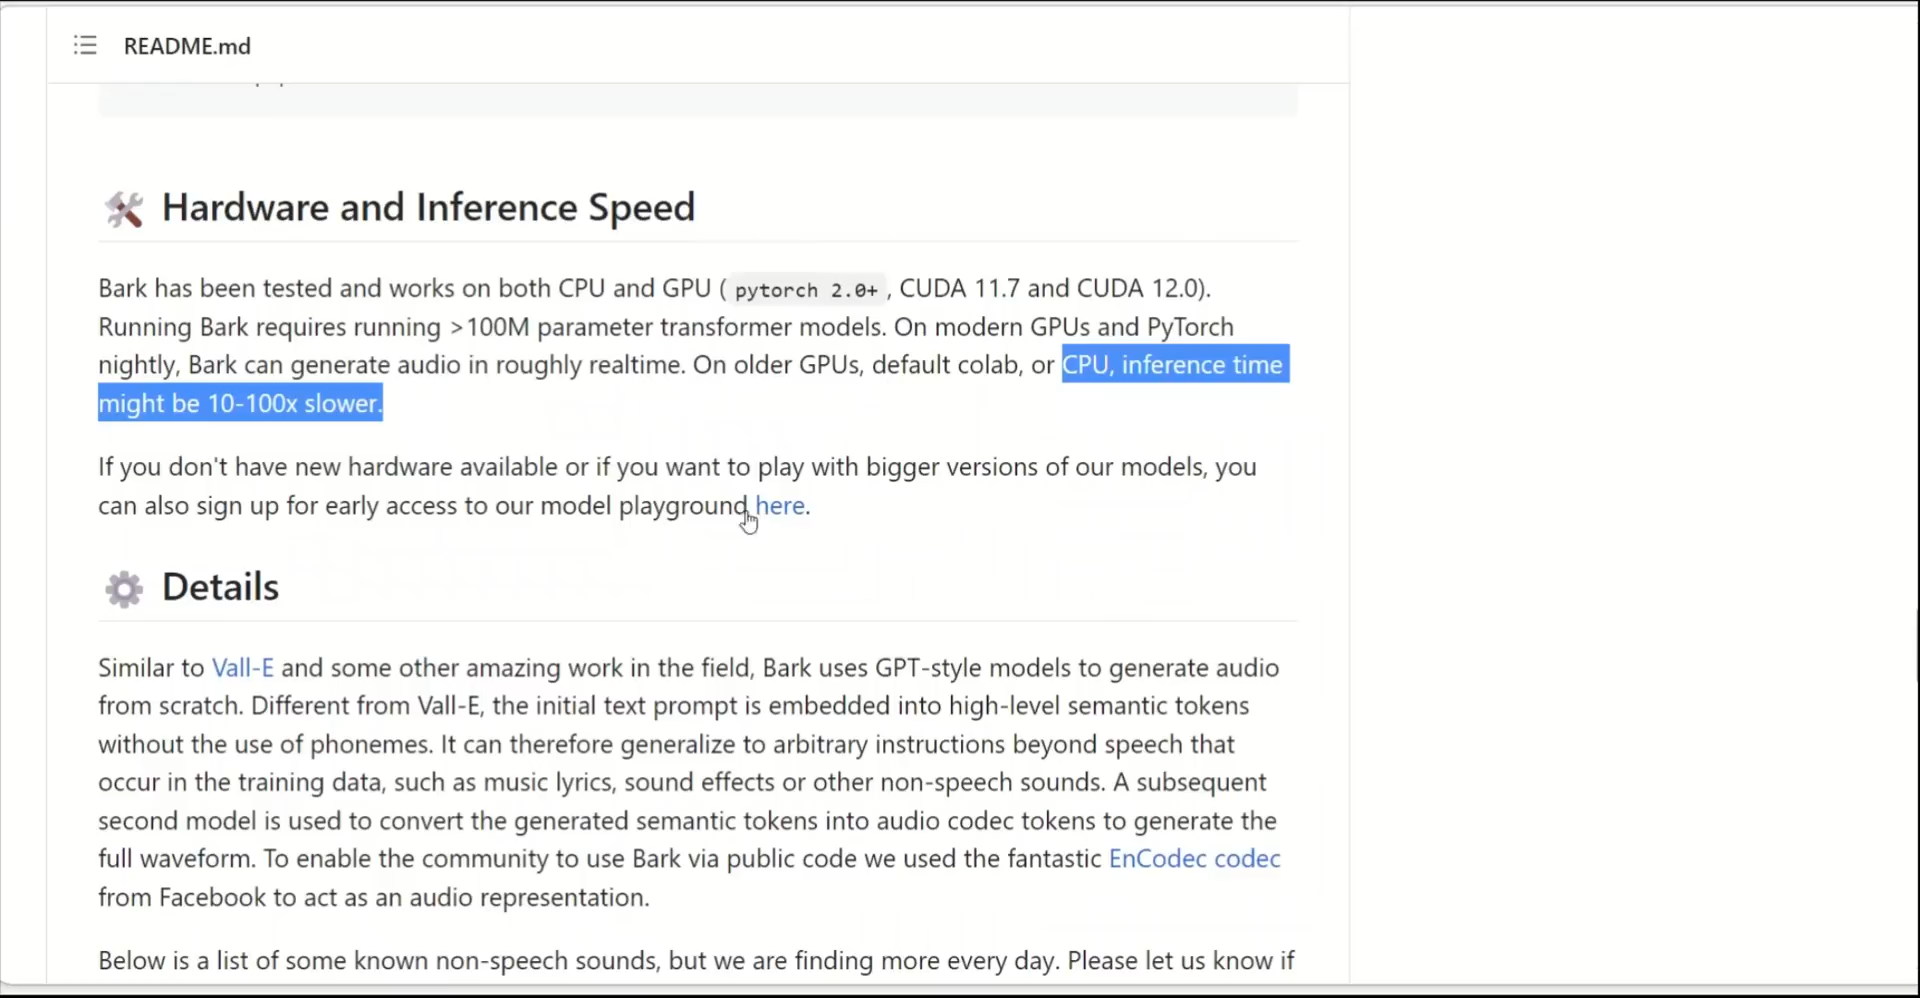 README.md
Hardware and Inference Speed
Bark has been tested and works on both CPU and GPU ( pytorch 2.0+ , CUDA 11.7 and CUDA 12.0).
Running Bark requires running >100M parameter transformer models. On modern GPUs and PyTorch
nightly, Bark can generate audio in roughly realtime. On older GPUs, default colab, or CPU, inference time
might be 10-100x slower.
If you don't have new hardware available or if you want to play with bigger versions of our models, you
can also sign up for early access to our model playground here.
Details
Similar to Vall-E and some other amazing work in the field, Bark uses GPT-style models to generate audio
from scratch. Different from Vall-E, the initial text prompt is embedded into high-level semantic tokens
without the use of phonemes. It can therefore generalize to arbitrary instructions beyond speech that
occur in the training data, such as music lyrics, sound effects or other non-speech sounds. A subsequent
second model is used to convert the generated semantic tokens into audio codec tokens to generate the
full waveform. To enable the community to use Bark via public code we used the fantastic EnCodec codec
from Facebook to act as an audio representation.
Below is a list of some known non-speech sounds, but we are finding more every day. Please let us know if